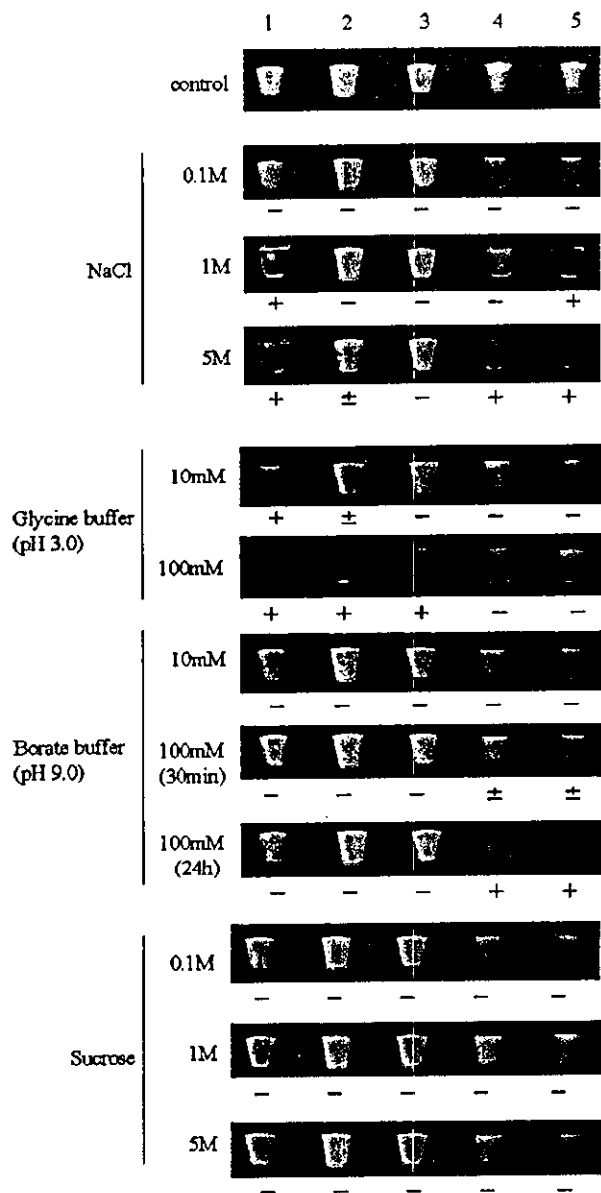 1 2 3 4 5
control
0.1M
− − − − −
NaCl
1M
+ − − − +
5M
+ ± − + +
10mM
+ ± − − −
Glycine buffer
(pH 3.0)
100mM
+ + + − −
10mM
− − − − −
Borate buffer
(pH 9.0)
100mM
(30min)
− − − ± ±
100mM
(24h)
− − − + +
0.1M
− − − − −
Sucrose
1M
− − − − −
5M
− − − − −